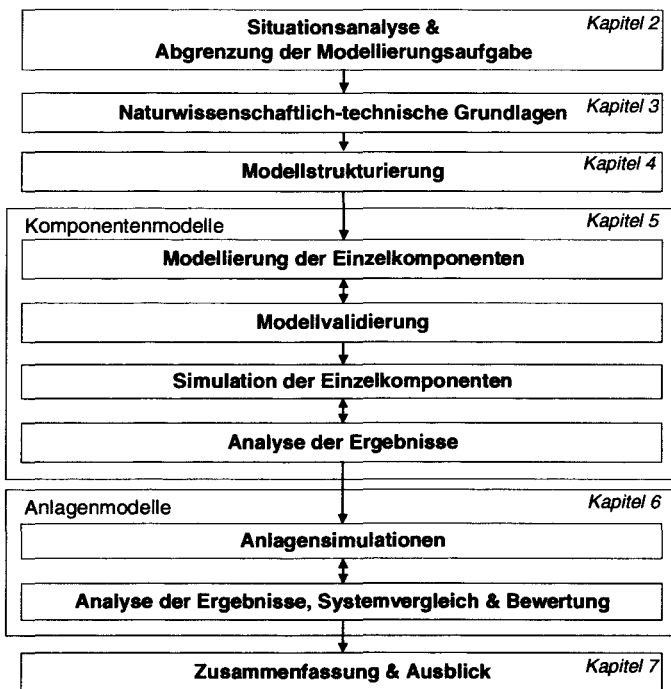 Situationsanalyse &
Kapitel 2
Abgrenzung der Modellierungsaufgabe
Naturwissenschaftlich-technische Grundlagen
Kapitel 3
Modellstrukturierung
Kapitel 4
Komponentenmodelle
Kapitel 5
Modellierung der Einzelkomponenten
Modellvalidierung
Simulation der Einzelkomponenten
Analyse der Ergebnisse
Anlagenmodelle
Kapitel 6
Anlagensimulationen
Analyse der Ergebnisse, Systemvergleich & Bewertung
Zusammenfassung & Ausblick
Kapitel 7